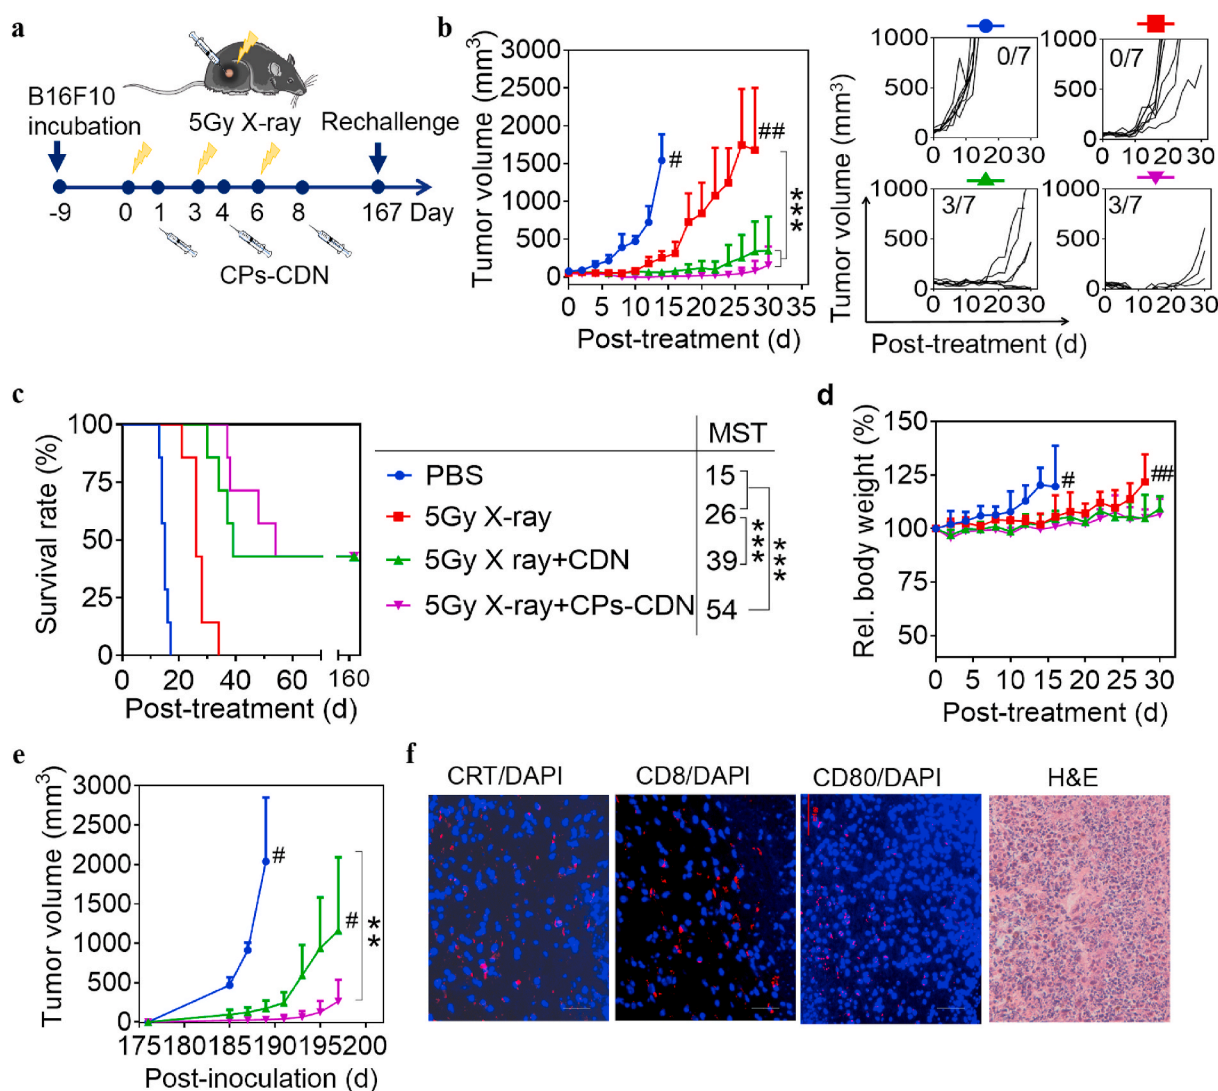 a
B16F10
incubation
5Gy X-ray
Rechallenge
-9 0 1 3 4 6 8 167 Day
CPs-CDN
b
Tumor volume (mm³)
3000
2500
2000
1500
1000
500
0
#
##
***
0 5 10 15 20 25 30 35
Post-treatment (d)
Tumor volume (mm³)
1000
500
0
0/7
0 10 20 30
1000
500
0
0/7
0 10 20 30
1000
500
0
3/7
0 10 20 30
1000
500
0
3/7
0 10 20 30
Post-treatment (d)
c
Survival rate (%)
100
75
50
25
0
0 20 40 60 160
Post-treatment (d)
MST
PBS 15
5Gy X-ray 26
5Gy X ray+CDN 39
5Gy X-ray+CPs-CDN 54
***
***
d
Rel. body weight (%)
150
125
100
75
50
#
##
0 5 10 15 20 25 30
Post-treatment (d)
e
Tumor volume (mm³)
3000
2500
2000
1500
1000
500
0
#
#
**
175 180 185 190 195 200
Post-inoculation (d)
f
CRT/DAPI
CD8/DAPI
CD80/DAPI
H&E